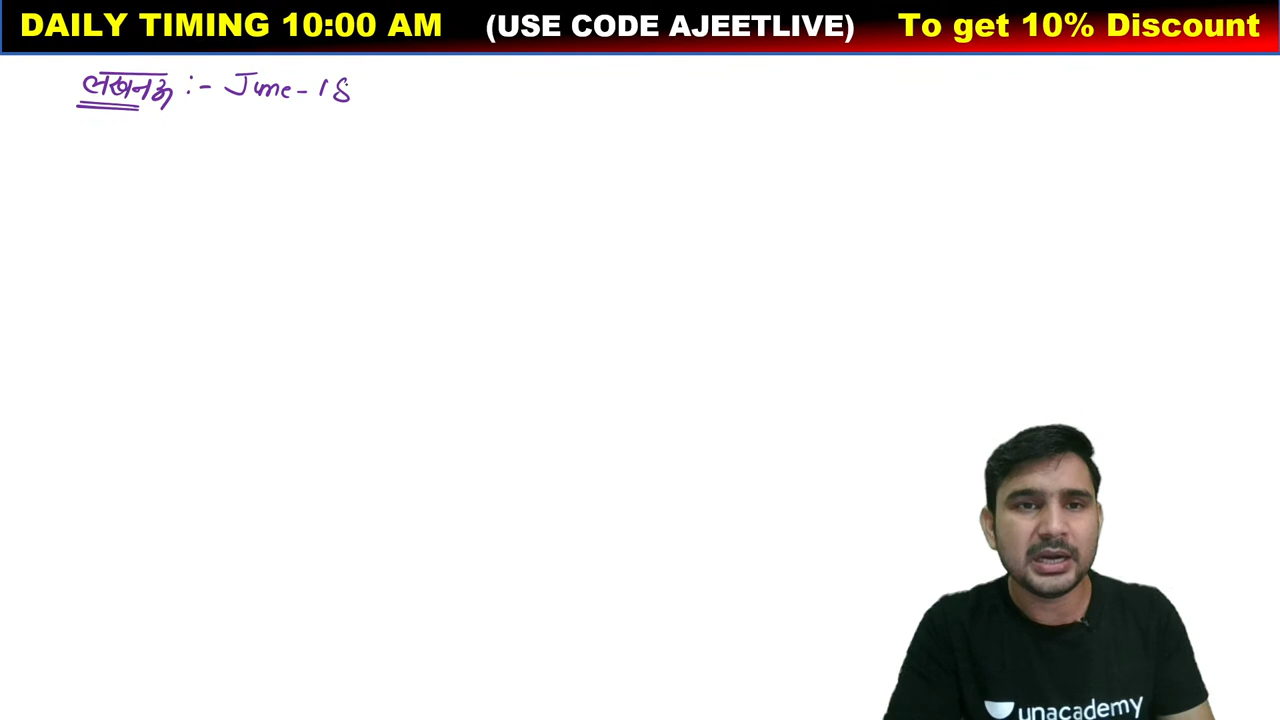 DAILY TIMING 10:00 AM (USE CODE AJEETLIVE) To get 10% Discount
लखनऊ :- June - 18
unacademy